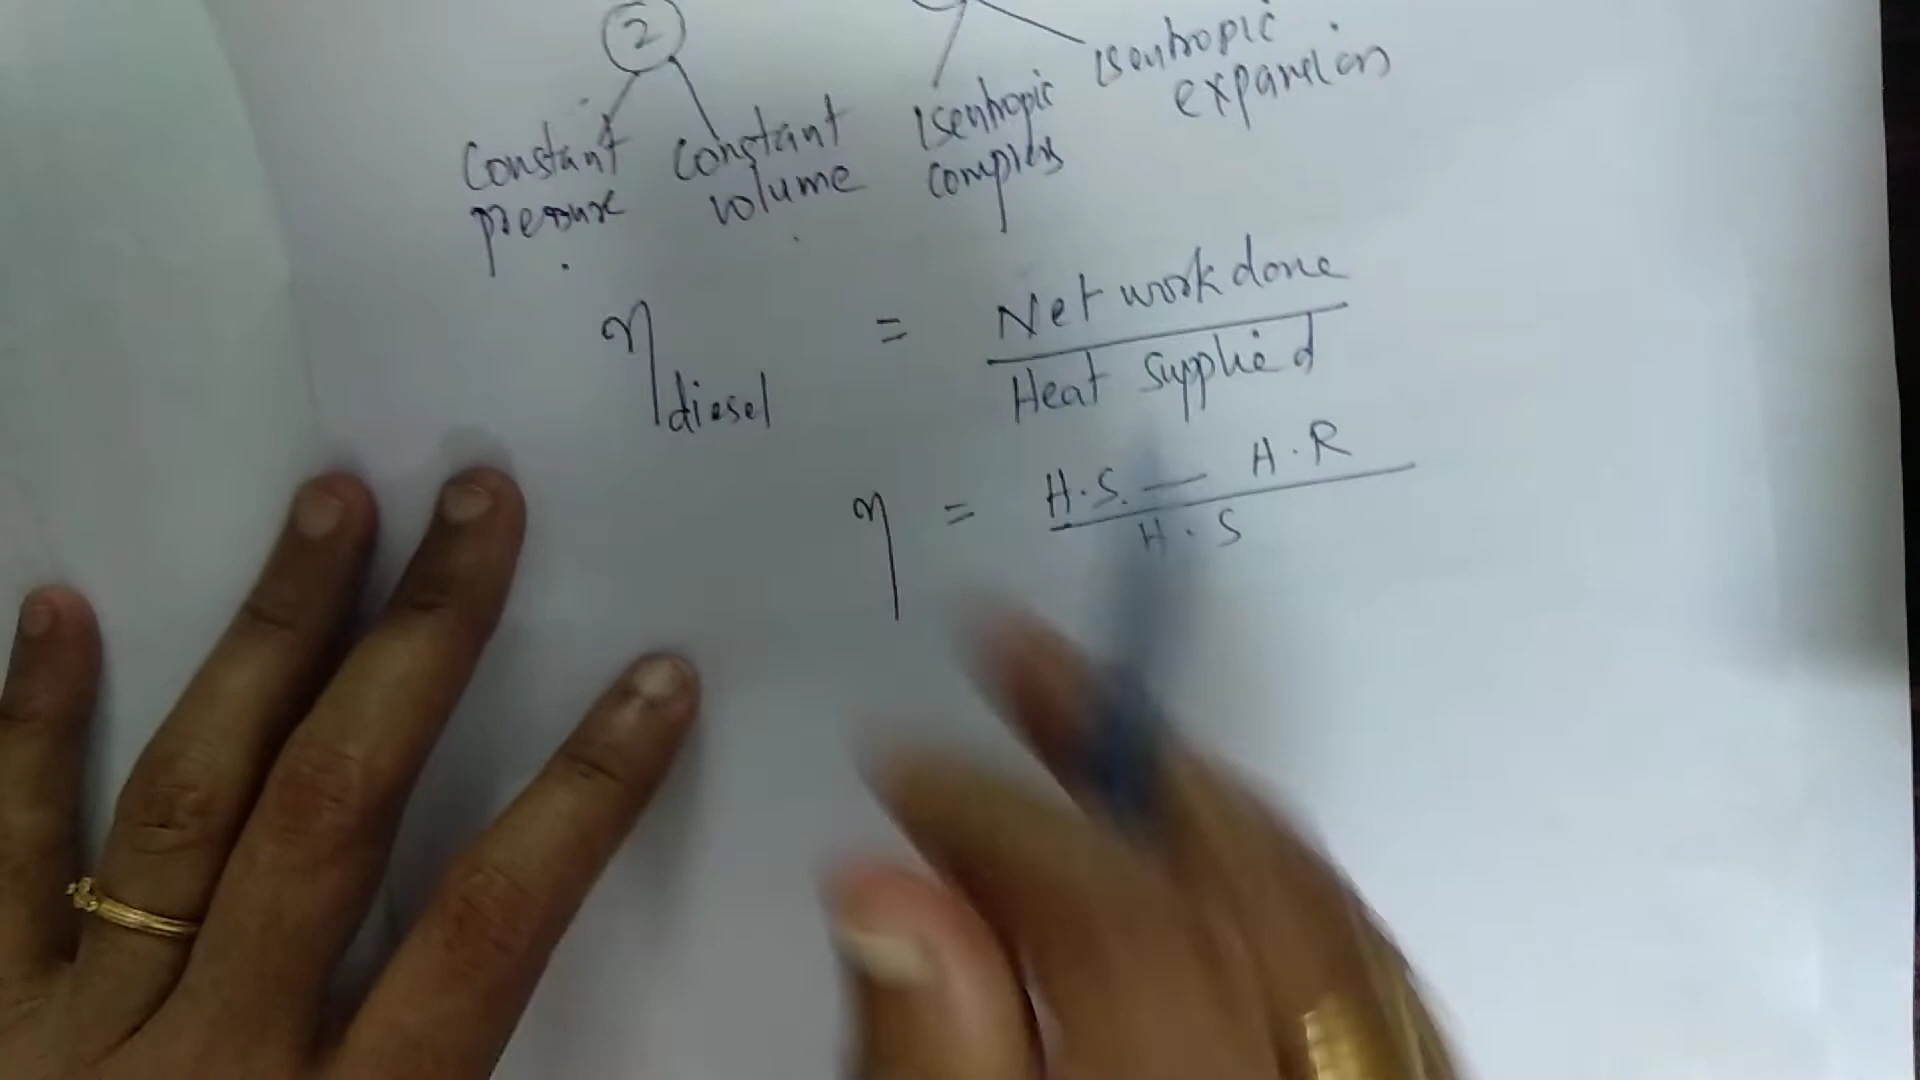 2
Constant constant Isentropic Isentropic
pressure volume compress expansion
η diesel = Net work done
Heat supplied
η = H.S. — H.R
H.S